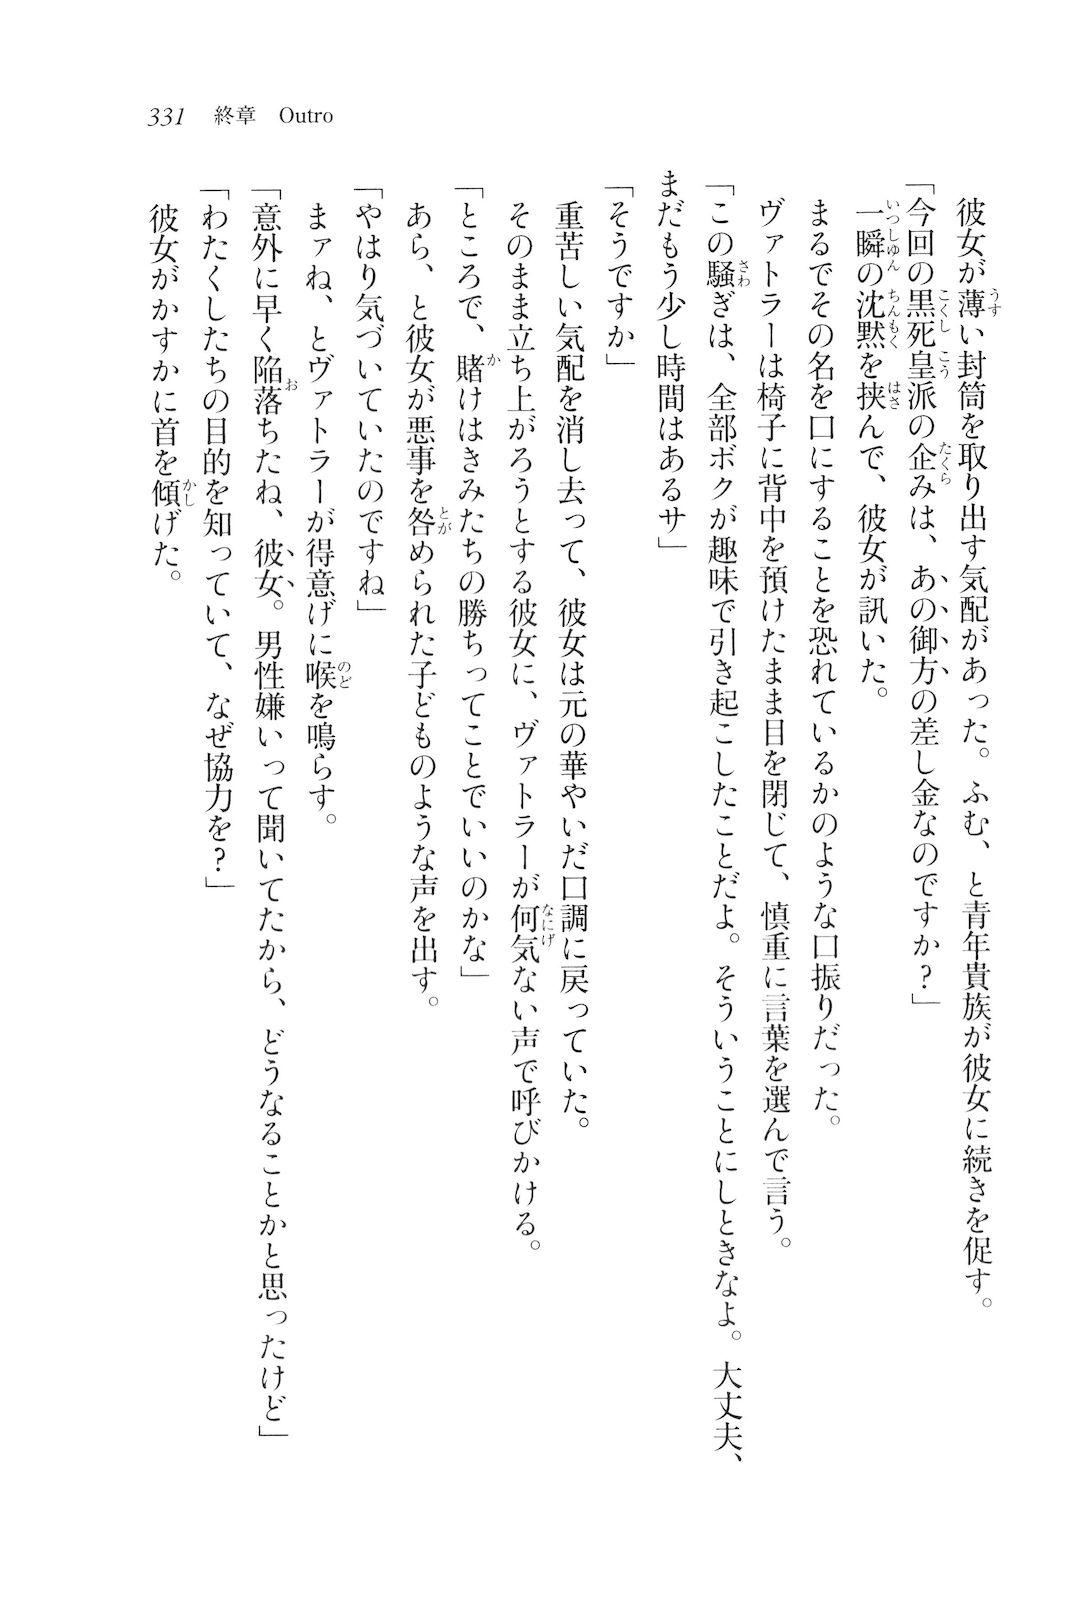 331　終章　Outro
　彼女が薄い封筒を取り出す気配があった。ふむ、と青年貴族が彼女に続きを促す。
「今回の黒死皇派の企みは、あの御方の差し金なのですか？」
　一瞬の沈黙を挟んで、彼女が訊いた。
　まるでその名を口にすることを恐れているかのような口振りだった。
　ヴァトラーは椅子に背中を預けたまま目を閉じて、慎重に言葉を選んで言う。
「この騒ぎは、全部ボクが趣味で引き起こしたことだよ。そういうことにしときなよ。大丈夫、
まだもう少し時間はあるサ」
「そうですか」
　重苦しい気配を消し去って、彼女は元の華やいだ口調に戻っていた。
　そのまま立ち上がろうとする彼女に、ヴァトラーが何気ない声で呼びかける。
「ところで、賭けはきみたちの勝ちってことでいいのかな」
　あら、と彼女が悪事を咎められた子どものような声を出す。
「やはり気づいていたのですね」
　まァね、とヴァトラーが得意げに喉を鳴らす。
「意外に早く陥落ちたね、彼女。男性嫌いって聞いてたから、どうなることかと思ったけど」
「わたくしたちの目的を知っていて、なぜ協力を？」
　彼女がかすかに首を傾げた。